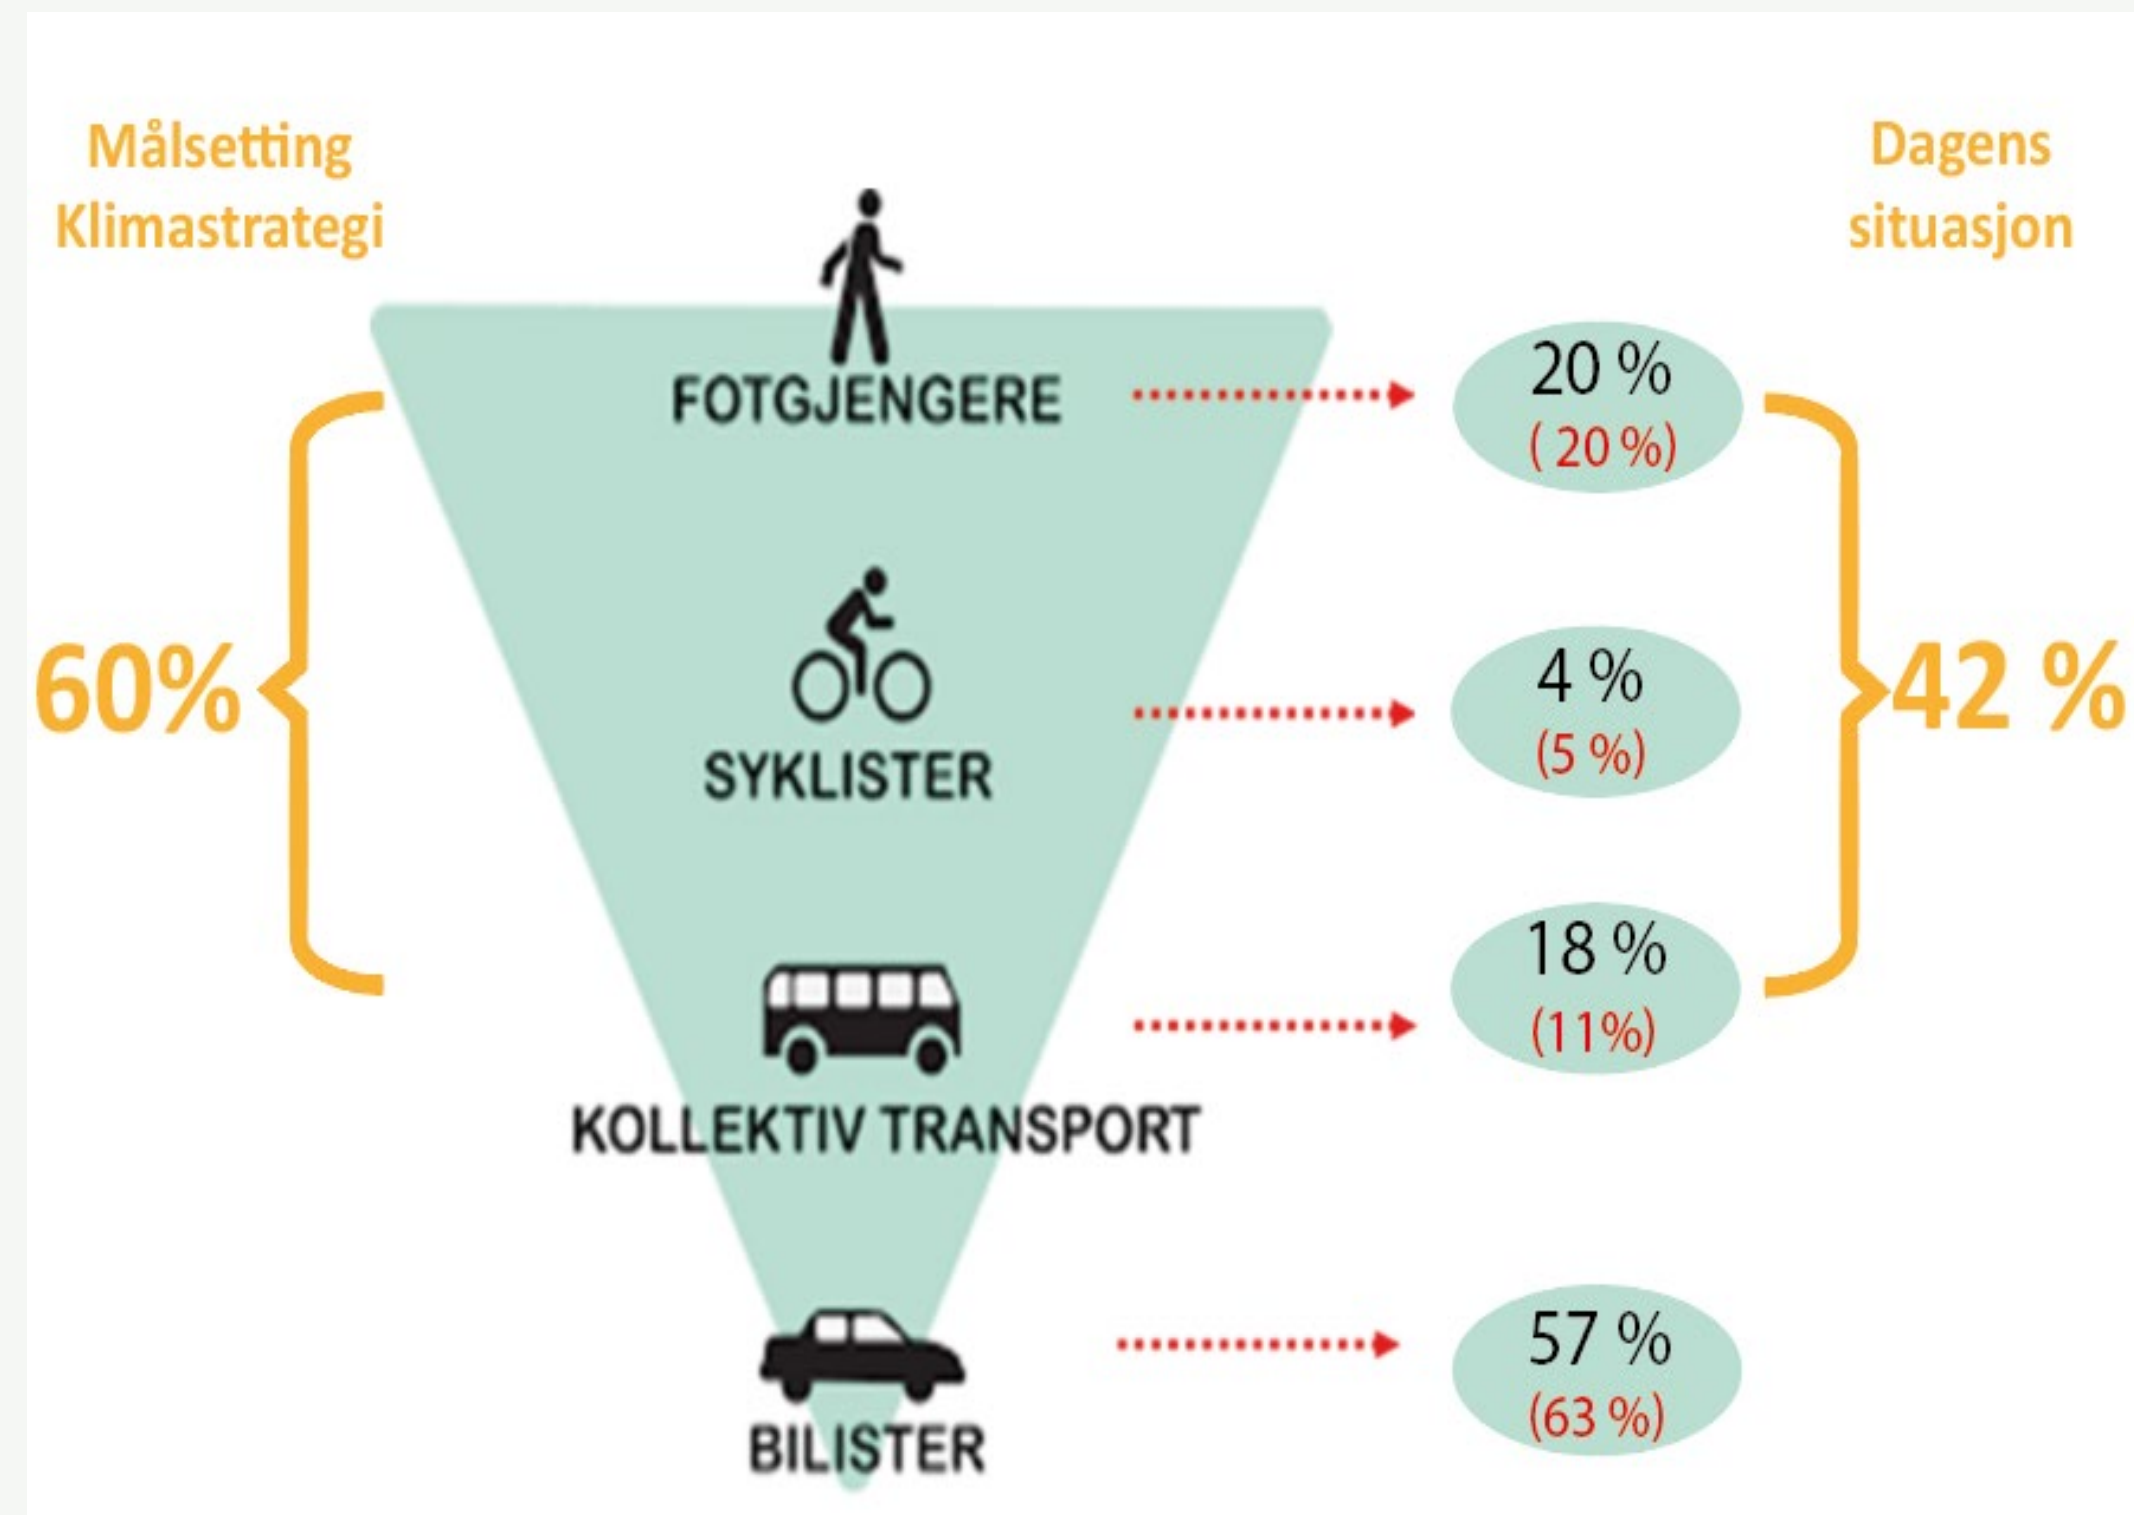 Målsetting
Klimastrategi
Dagens
situasjon
FOTGJENGERE
20 %
( 20 %)
SYKLISTER
4 %
(5 %)
60%
42 %
KOLLEKTIV TRANSPORT
18 %
(11%)
BILISTER
57 %
(63 %)